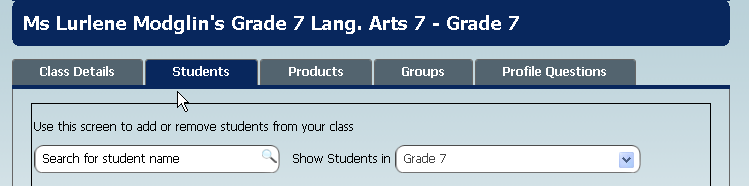 Ms Lurlene Modglin's Grade 7 Lang. Arts 7 - Grade 7
Class Details Students Products Groups Profile Questions
Use this screen to add or remove students from your class
Search for student name Show Students in Grade 7